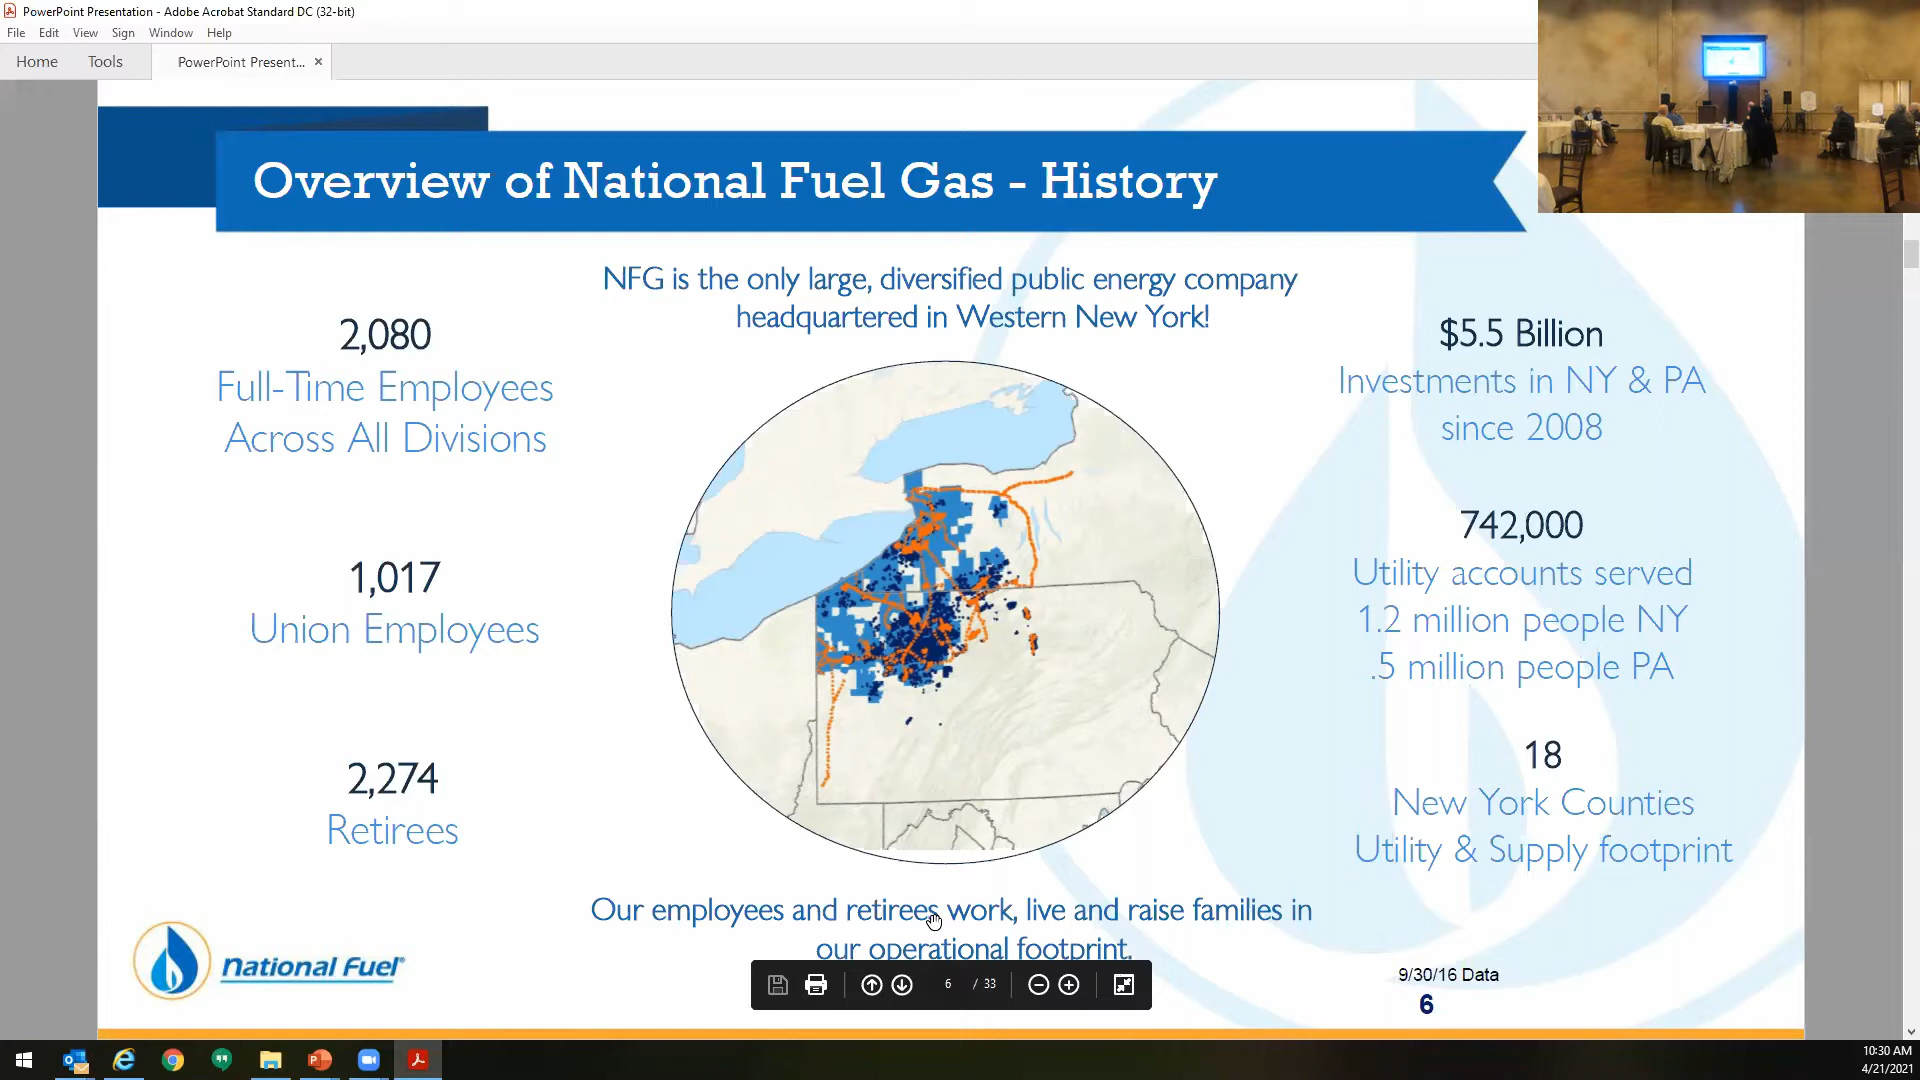 PowerPoint Presentation - Adobe Acrobat Standard DC (32-bit)
File Edit View Sign Window Help
Home Tools PowerPoint Present... ×
Overview of National Fuel Gas - History
NFG is the only large, diversified public energy company
headquartered in Western New York!
2,080
Full-Time Employees
Across All Divisions
1,017
Union Employees
2,274
Retirees
$5.5 Billion
Investments in NY & PA
since 2008
742,000
Utility accounts served
1.2 million people NY
.5 million people PA
18
New York Counties
Utility & Supply footprint
Our employees and retirees work, live and raise families in
our operational footprint.
National Fuel®
9/30/16 Data
6
6 / 33
10:30 AM
4/21/2021